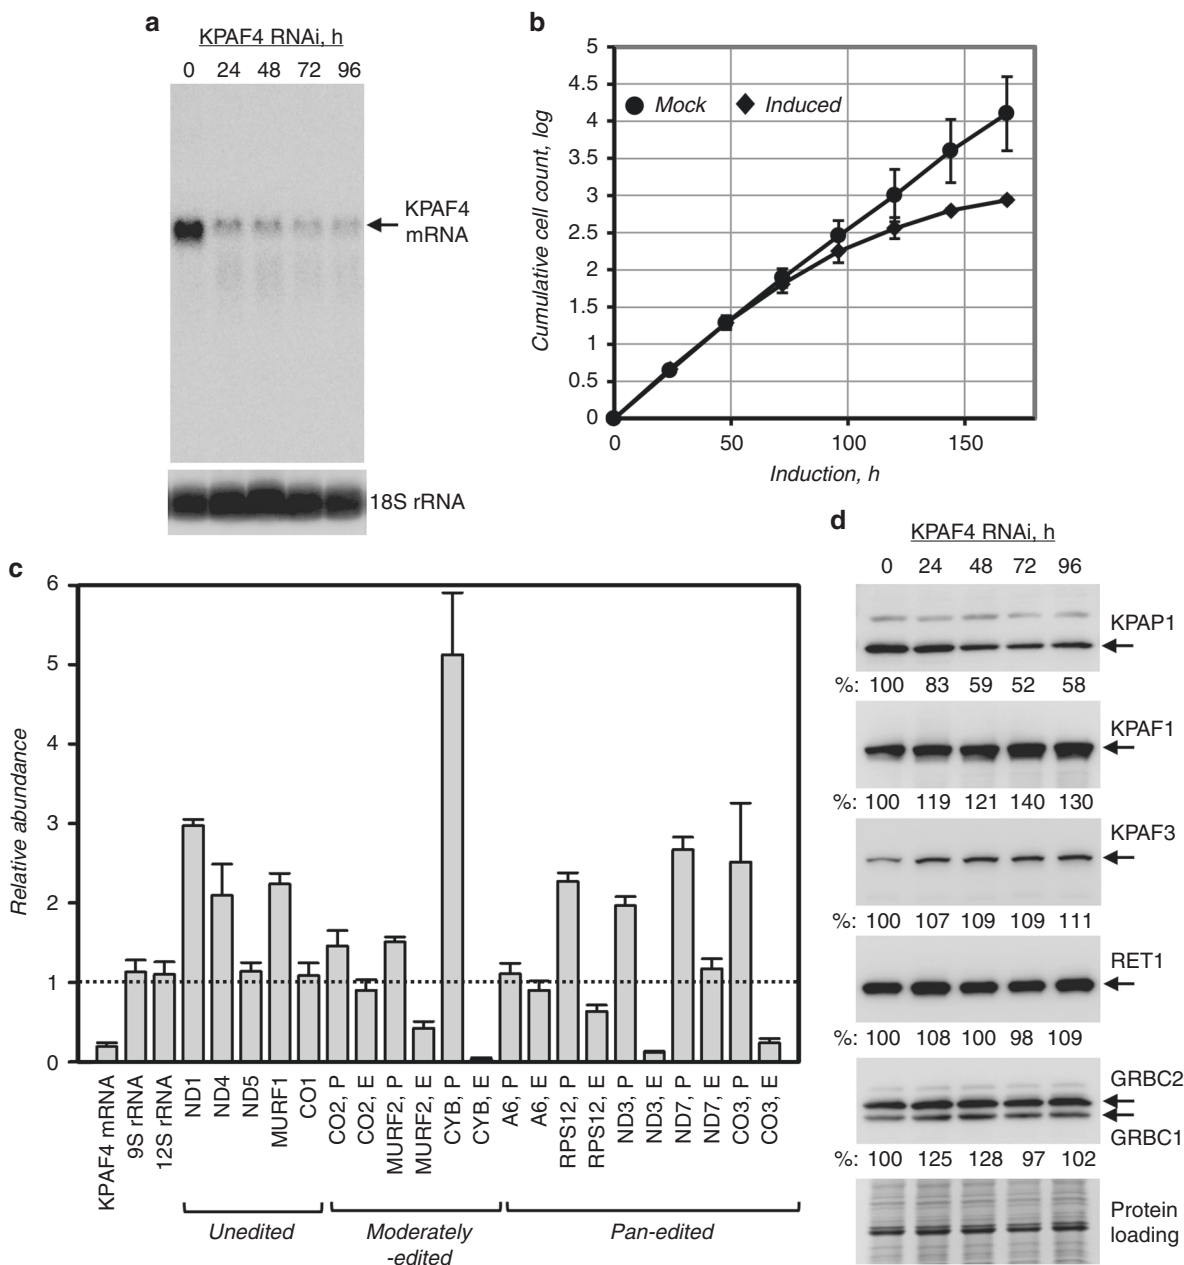 a
KPAF4 RNAi, h
0 24 48 72 96
KPAF4
mRNA
18S rRNA
b
5
4.5
4
3.5
3
2.5
2
1.5
1
0.5
0
Cumulative cell count, log
Mock Induced
0 50 100 150
Induction, h
c
6
5
4
3
2
1
0
Relative abundance
KPAF4 mRNA
9S rRNA
12S rRNA
ND1
ND4
ND5
MURF1
CO1
CO2, P
CO2, E
MURF2, P
MURF2, E
CYB, P
CYB, E
A6, P
A6, E
RPS12, P
RPS12, E
ND3, P
ND3, E
ND7, P
ND7, E
CO3, P
CO3, E
Unedited
Moderately
-edited
Pan-edited
d
KPAF4 RNAi, h
0 24 48 72 96
KPAP1
%: 100 83 59 52 58
KPAF1
%: 100 119 121 140 130
KPAF3
%: 100 107 109 109 111
RET1
%: 100 108 100 98 109
GRBC2
GRBC1
%: 100 125 128 97 102
Protein
loading